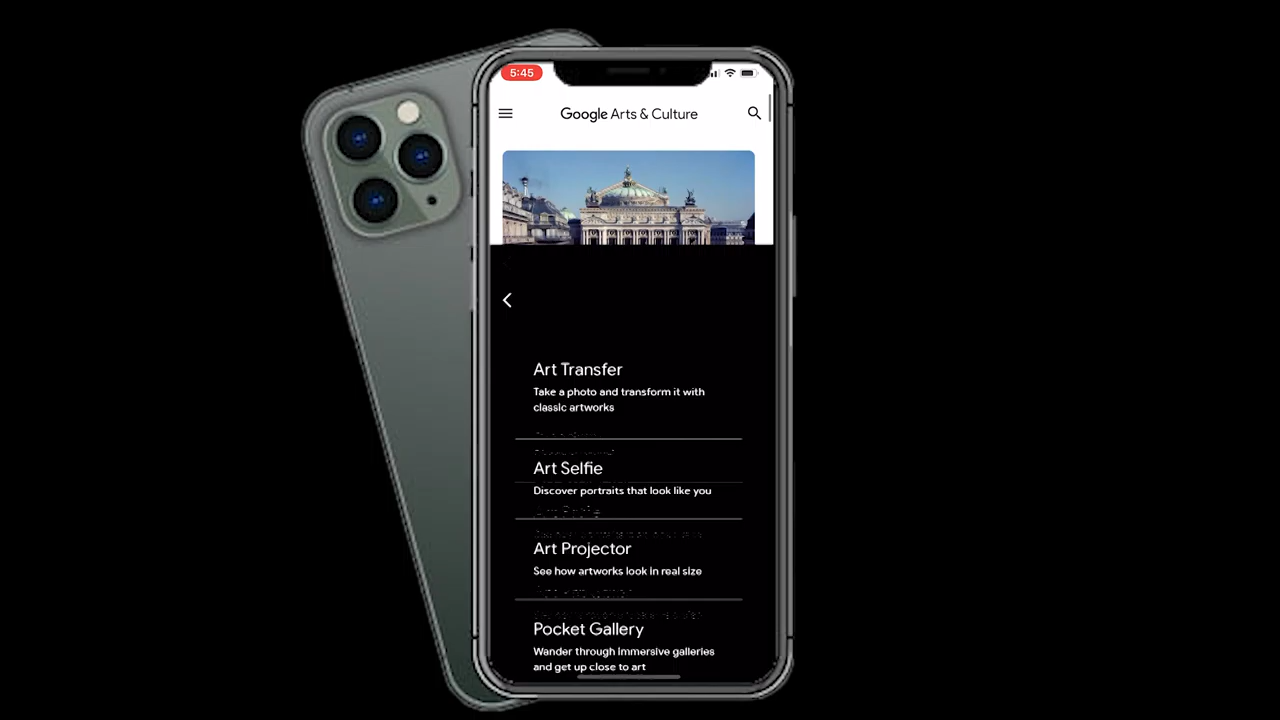 5:45
Google Arts & Culture
Art Transfer
Take a photo and transform it with
classic artworks
Art Selfie
Discover portraits that look like you
Art Projector
See how artworks look in real size
Pocket Gallery
Wander through immersive galleries
and get up close to art